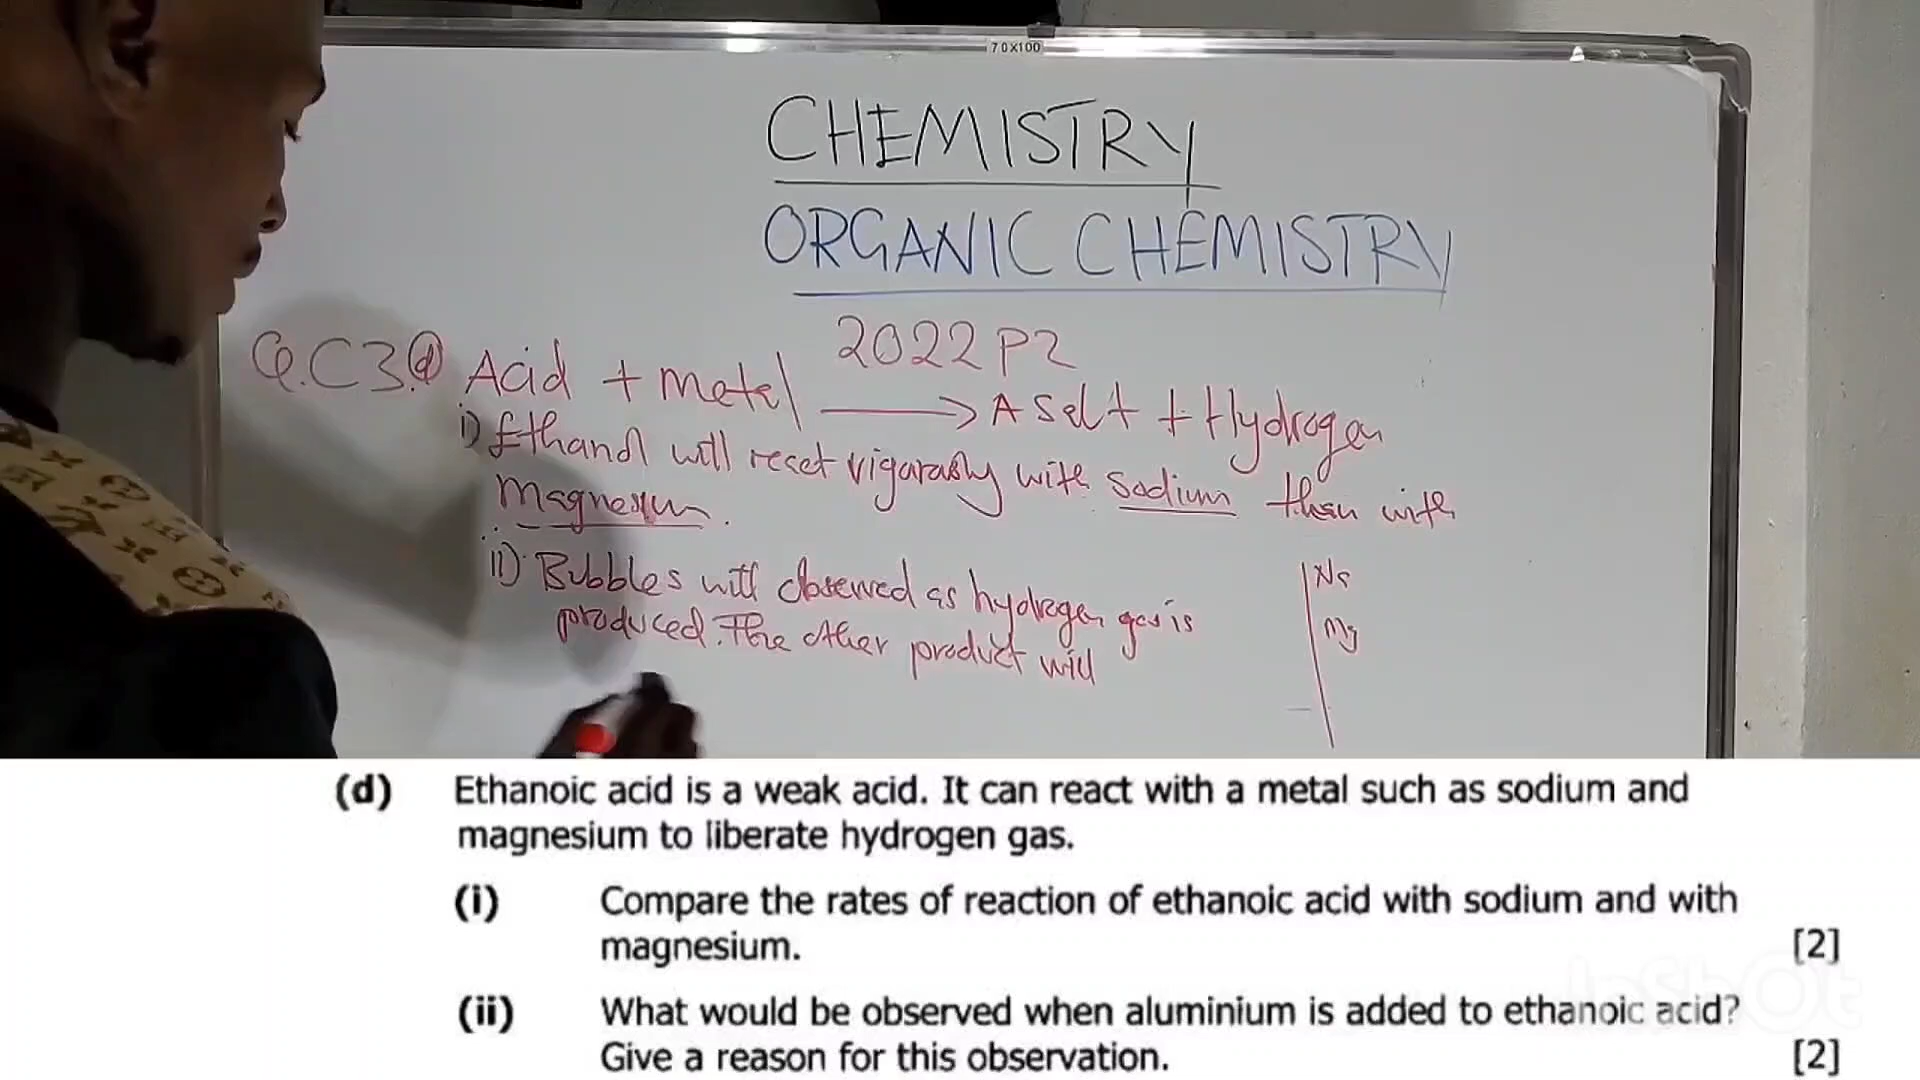 70X100
CHEMISTRY
ORGANIC CHEMISTRY
2022 P2
Q.C3.(d) Acid + Metal → A Salt + Hydrogen
i) Ethanol will react vigarasly with sodium than with
Magnesium.
ii) Bubbles will observed as hydrogen gas is
produced. The other product will
Na
Mg
(d) Ethanoic acid is a weak acid. It can react with a metal such as sodium and
magnesium to liberate hydrogen gas.
(i) Compare the rates of reaction of ethanoic acid with sodium and with
magnesium. [2]
(ii) What would be observed when aluminium is added to ethanoic acid?
Give a reason for this observation. [2]
InShOt